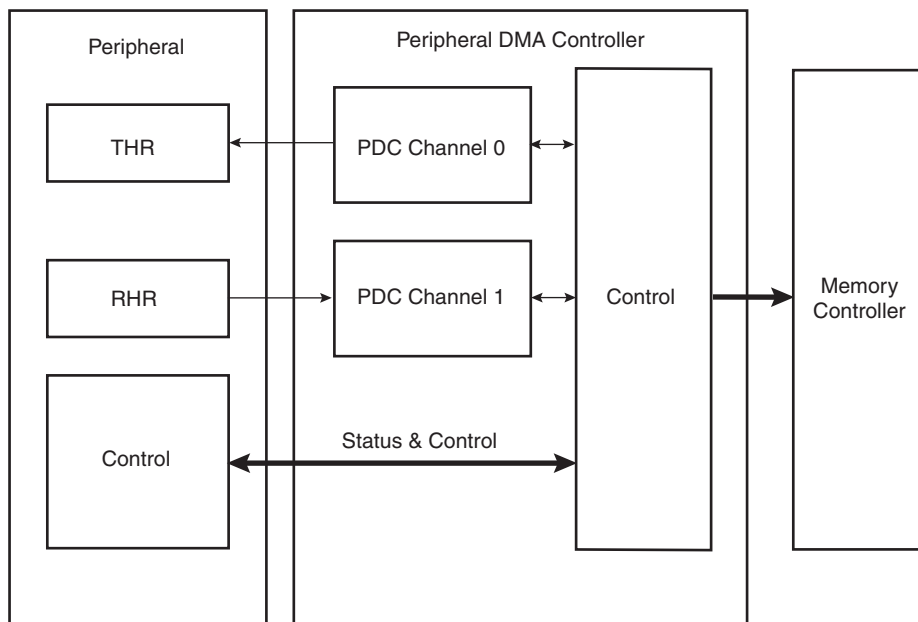 Peripheral
Peripheral DMA Controller
THR
PDC Channel 0
RHR
PDC Channel 1
Control
Memory
Controller
Control
Status & Control